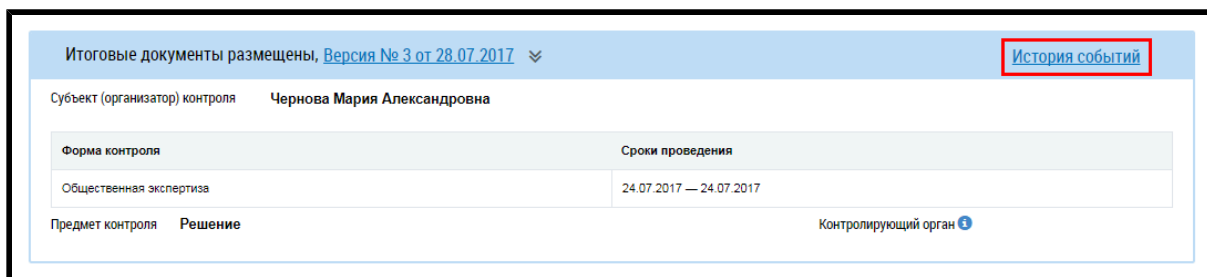 Итоговые документы размещены, Версия № 3 от 28.07.2017 История событий
Субъект (организатор) контроля Чернова Мария Александровна
Форма контроля Сроки проведения
Общественная экспертиза 24.07.2017 — 24.07.2017
Предмет контроля Решение Контролирующий орган